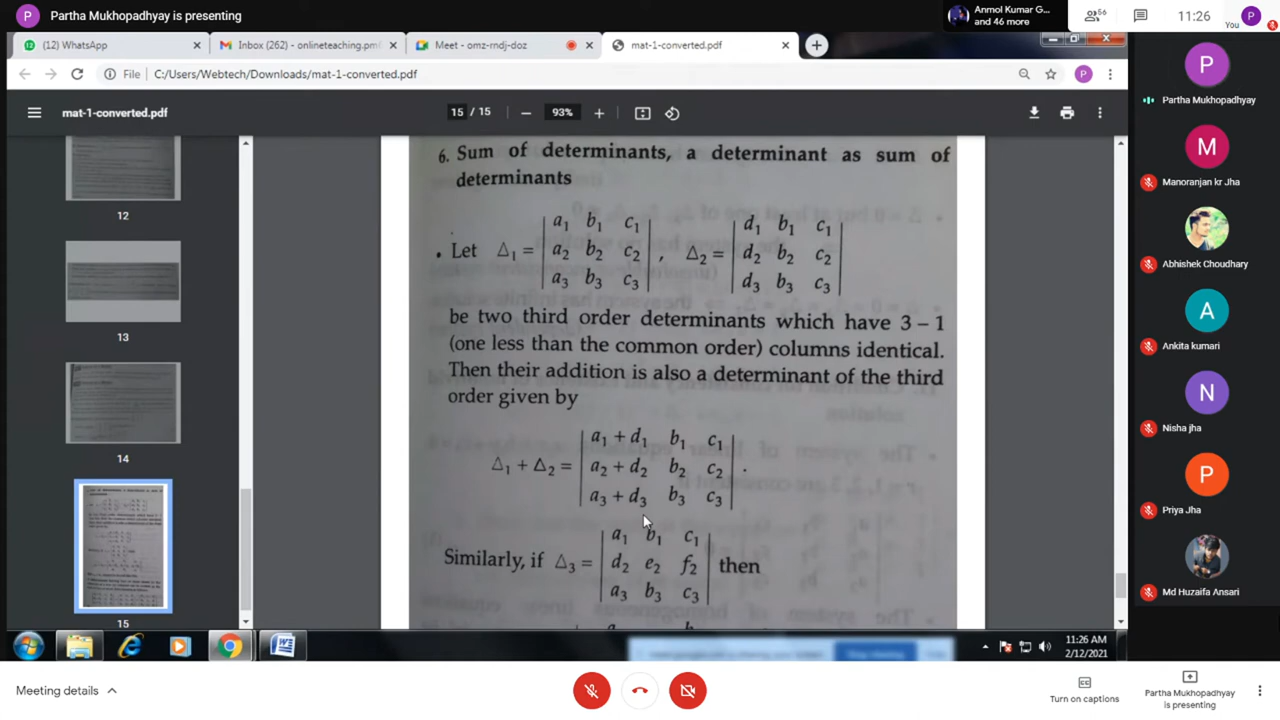 P Partha Mukhopadhyay is presenting
Anmol Kumar G...
and 46 more
56
11:26
You
P
(12) WhatsApp
Meet - omz-rndj-doz
mat-1-converted.pdf
File C:/Users/Webtech/Downloads/mat-1-converted.pdf
P
mat-1-converted.pdf
15 / 15
93%
12
13
14
15
6. Sum of determinants, a determinant as sum of
determinants
• Let Δ₁ = | a₁ b₁ c₁ | , Δ₂ = | d₁ b₁ c₁ |
| a₂ b₂ c₂ | | d₂ b₂ c₂ |
| a₃ b₃ c₃ | | d₃ b₃ c₃ |
be two third order determinants which have 3 – 1
(one less than the common order) columns identical.
Then their addition is also a determinant of the third
order given by
Δ₁ + Δ₂ = | a₁ + d₁ b₁ c₁ |
| a₂ + d₂ b₂ c₂ | .
| a₃ + d₃ b₃ c₃ |
Similarly, if Δ₃ = | a₁ b₁ c₁ | then
| d₂ e₂ f₂ |
| a₃ b₃ c₃ |
P
Partha Mukhopadhyay
M
Manoranjan kr Jha
Abhishek Choudhary
A
Ankita kumari
N
Nisha jha
P
Priya Jha
Md Huzaifa Ansari
11:26 AM
2/12/2021
Meeting details
Turn on captions
Partha Mukhopadhyay
is presenting